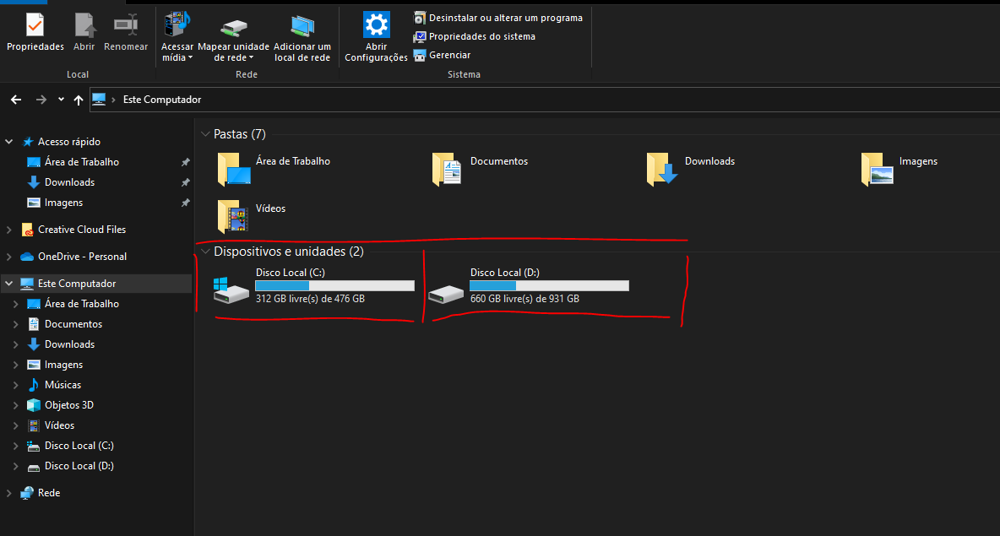 Propriedades
Abrir
Renomear
Acessar mídia
Mapear unidade de rede
Adicionar um local de rede
Abrir Configurações
Desinstalar ou alterar um programa
Propriedades do sistema
Gerenciar
Local
Rede
Sistema
Este Computador
Acesso rápido
Área de Trabalho
Downloads
Imagens
Creative Cloud Files
OneDrive - Personal
Este Computador
Área de Trabalho
Documentos
Downloads
Imagens
Músicas
Objetos 3D
Vídeos
Disco Local (C:)
Disco Local (D:)
Rede
Pastas (7)
Área de Trabalho
Documentos
Downloads
Imagens
Vídeos
Dispositivos e unidades (2)
Disco Local (C:)
312 GB livre(s) de 476 GB
Disco Local (D:)
660 GB livre(s) de 931 GB